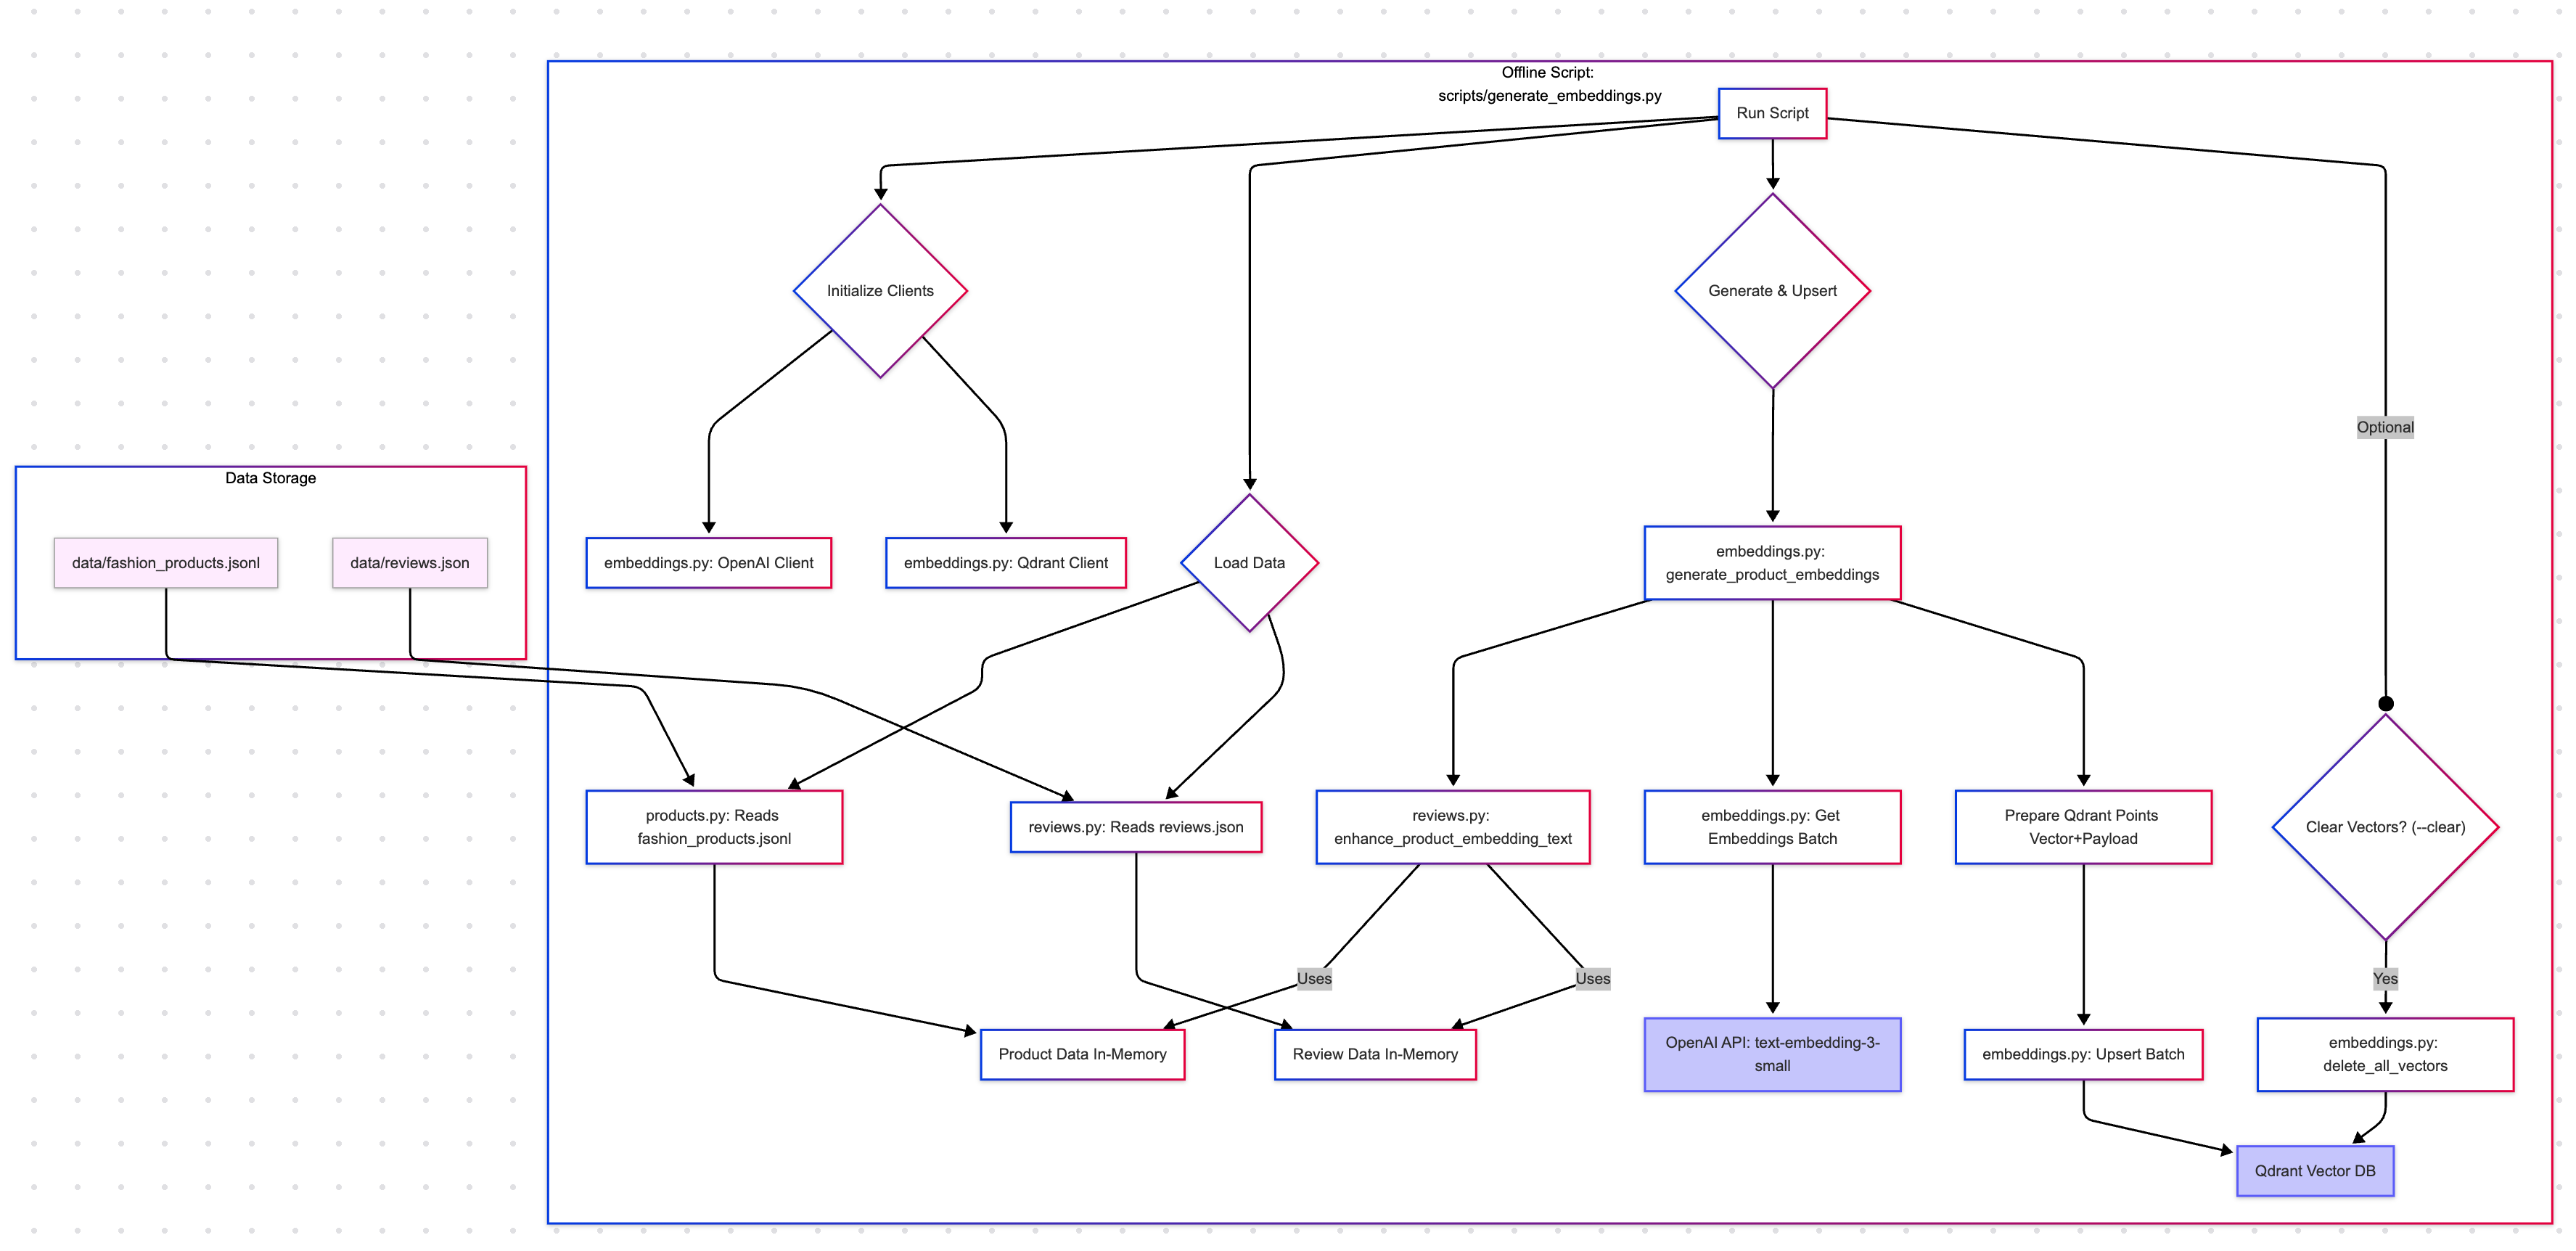 Offline Script:
scripts/generate_embeddings.py
Run Script
Initialize Clients
Generate & Upsert
Optional
Data Storage
data/fashion_products.jsonl
data/reviews.json
embeddings.py: OpenAI Client
embeddings.py: Qdrant Client
Load Data
embeddings.py:
generate_product_embeddings
products.py: Reads
fashion_products.jsonl
reviews.py: Reads reviews.json
reviews.py:
enhance_product_embedding_text
embeddings.py: Get
Embeddings Batch
Prepare Qdrant Points
Vector+Payload
Clear Vectors? (--clear)
Uses
Uses
Yes
Product Data In-Memory
Review Data In-Memory
OpenAI API: text-embedding-3-
small
embeddings.py: Upsert Batch
embeddings.py:
delete_all_vectors
Qdrant Vector DB